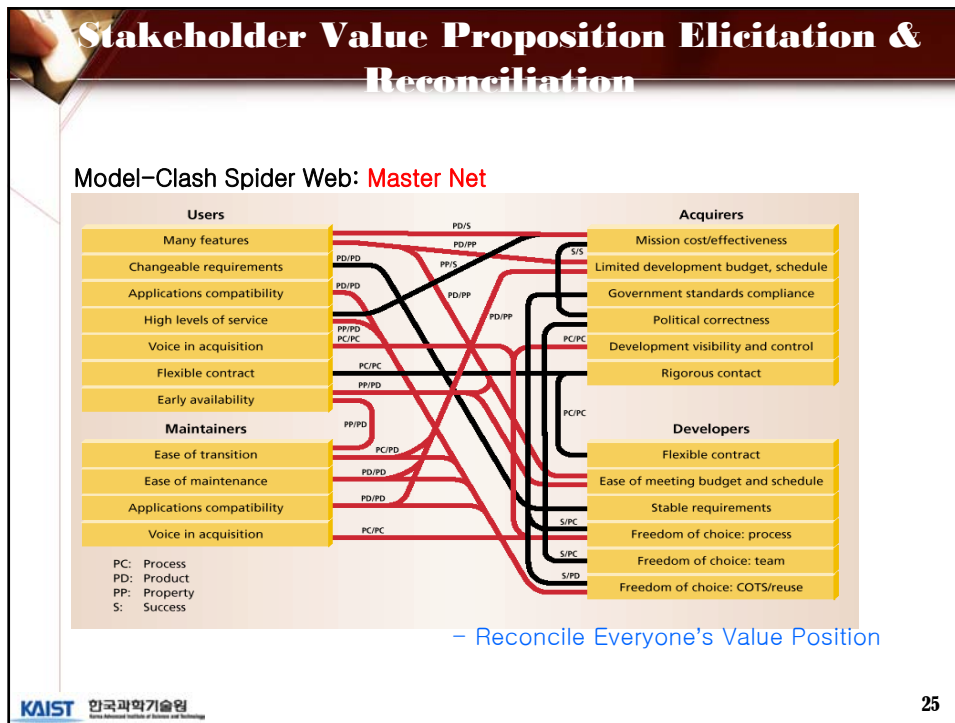 Stakeholder Value Proposition Elicitation &
Reconciliation
Model-Clash Spider Web: Master Net
Users
Many features
Changeable requirements
Applications compatibility
High levels of service
Voice in acquisition
Flexible contract
Early availability
Maintainers
Ease of transition
Ease of maintenance
Applications compatibility
Voice in acquisition
PC: Process
PD: Product
PP: Property
S: Success
PD/S
PD/PP
PP/S
PD/PD
PD/PD
PD/PP
PD/PP
PP/PD
PC/PC
PC/PC
PP/PD
PP/PD
PC/PD
PD/PD
PD/PD
PC/PC
S/S
PC/PC
PC/PC
S/PC
S/PC
S/PD
Acquirers
Mission cost/effectiveness
Limited development budget, schedule
Government standards compliance
Political correctness
Development visibility and control
Rigorous contact
Developers
Flexible contract
Ease of meeting budget and schedule
Stable requirements
Freedom of choice: process
Freedom of choice: team
Freedom of choice: COTS/reuse
- Reconcile Everyone's Value Position
KAIST 한국과학기술원
Korea Advanced Institute of Science and Technology
25